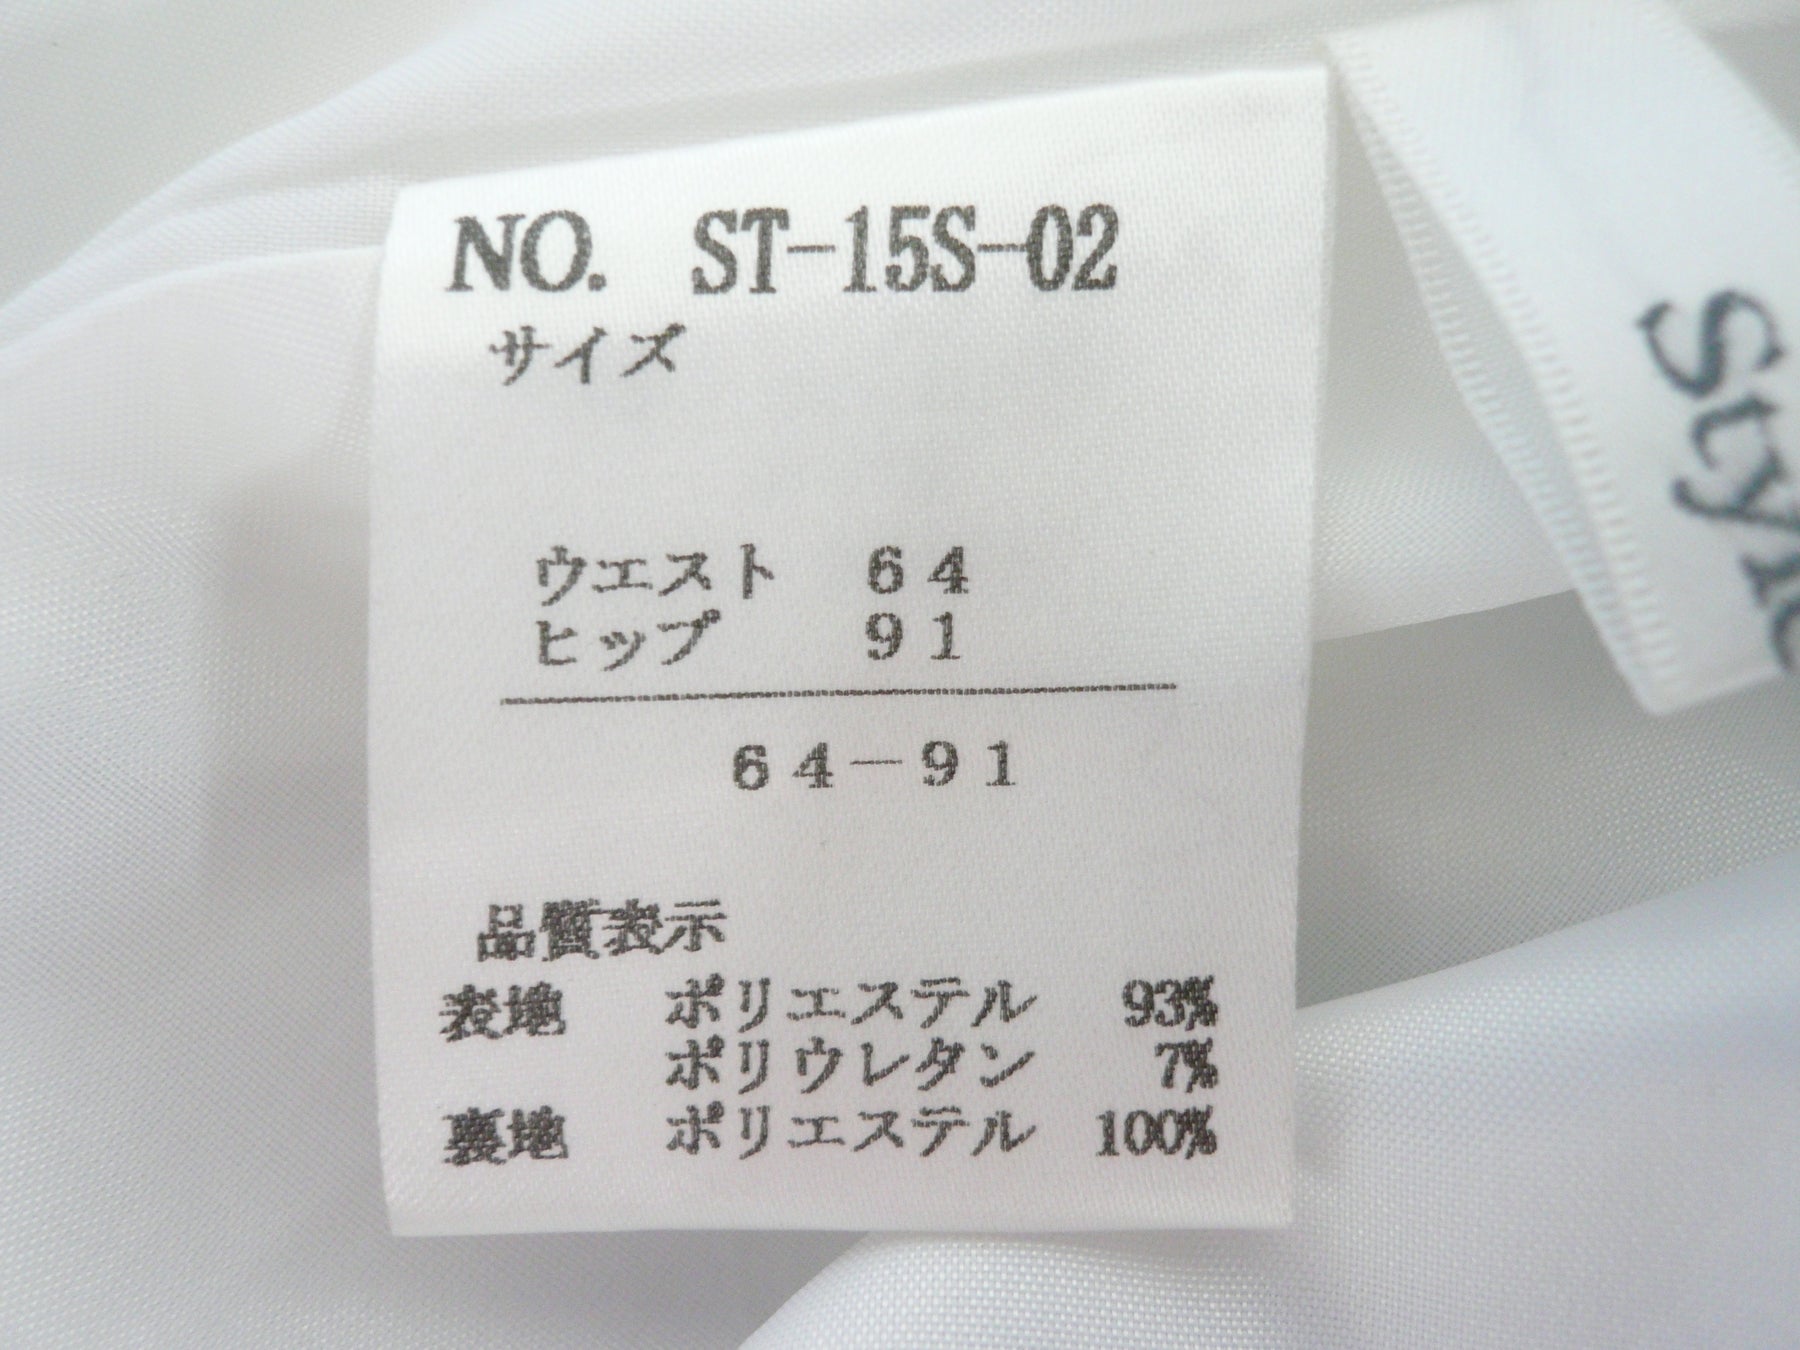 NO. ST-15S-02
サイズ
ウエスト 64
ヒップ 91
64-91
品質表示
表地 ポリエステル 93%
ポリウレタン 7%
裏地 ポリエステル 100%
Style